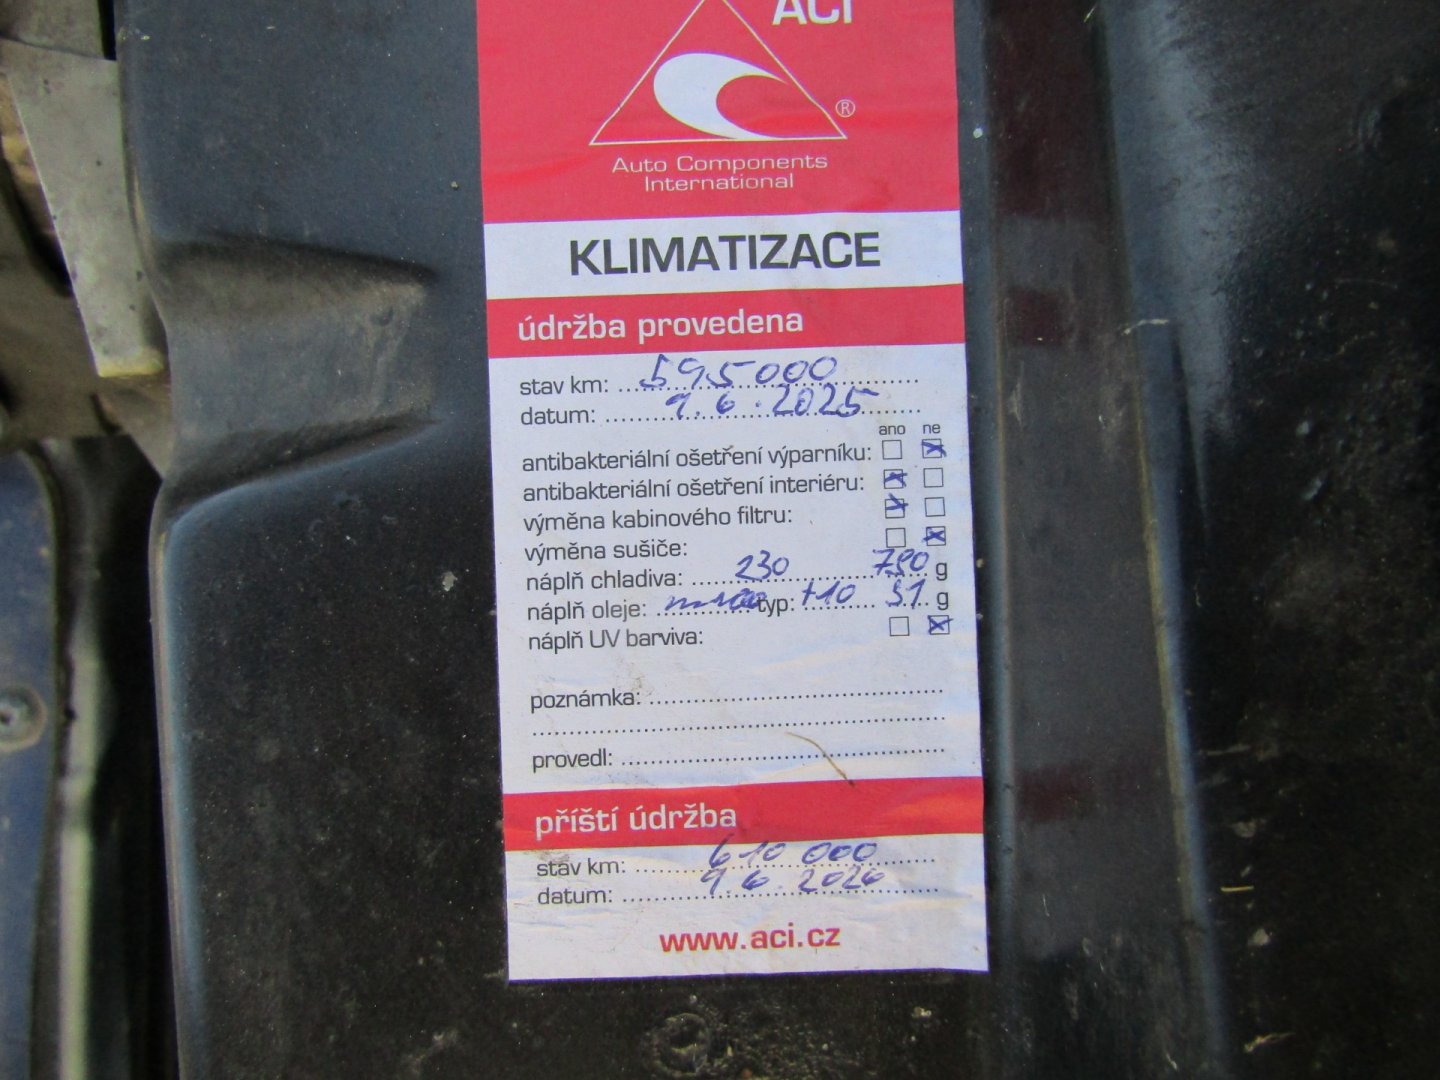 ACI
®
Auto Components
International
KLIMATIZACE
údržba provedena
stav km: 595000
datum: 9.6.2025
ano ne
antibakteriální ošetření výparníku:
antibakteriální ošetření interiéru:
výměna kabinového filtru:
výměna sušiče:
náplň chladiva: 230 790 g
náplň oleje: typ: +10 g
náplň UV barviva:
poznámka:
provedl:
příští údržba
stav km: 610 000
datum: 9.6.2026
www.aci.cz